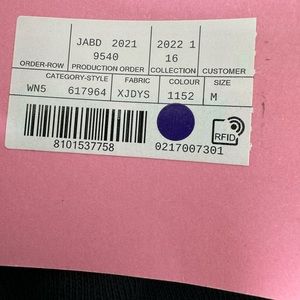 JABD 2021 2022 1
9540 16
ORDER-ROW PRODUCTION ORDER COLLECTION CUSTOMER
CATEGORY-STYLE FABRIC COLOUR SIZE
WN5 617964 XJDYS 1152 M
8101537758 0217007301
RFID